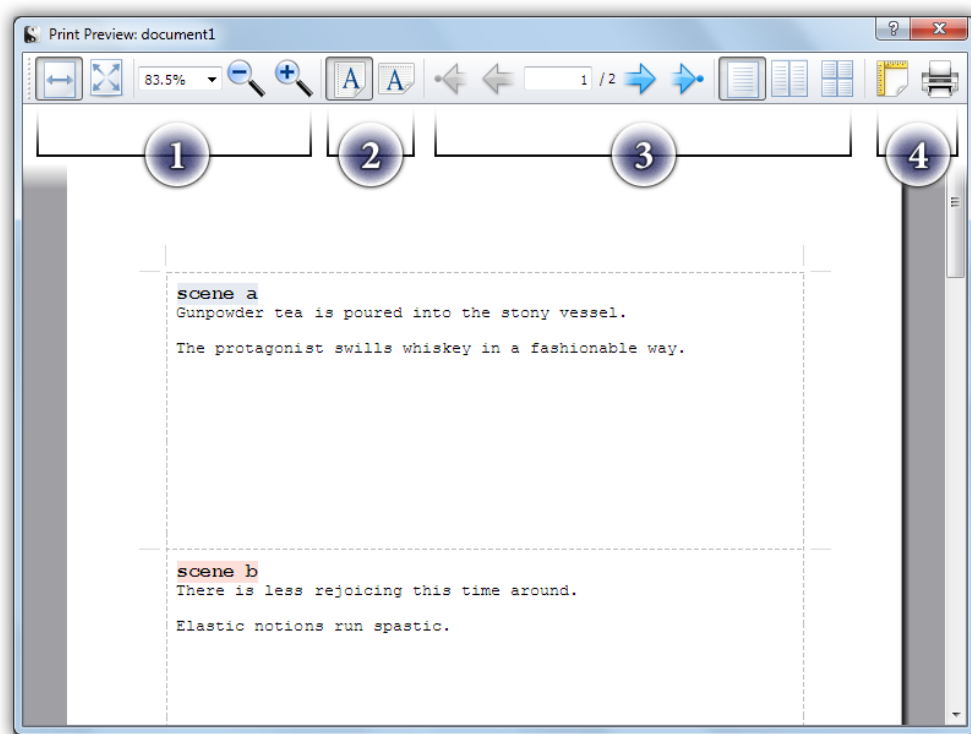 Print Preview: document1
?
83.5%
A
A
1 / 2
1
2
3
4
scene a
Gunpowder tea is poured into the stony vessel.
The protagonist swills whiskey in a fashionable way.
scene b
There is less rejoicing this time around.
Elastic notions run spastic.